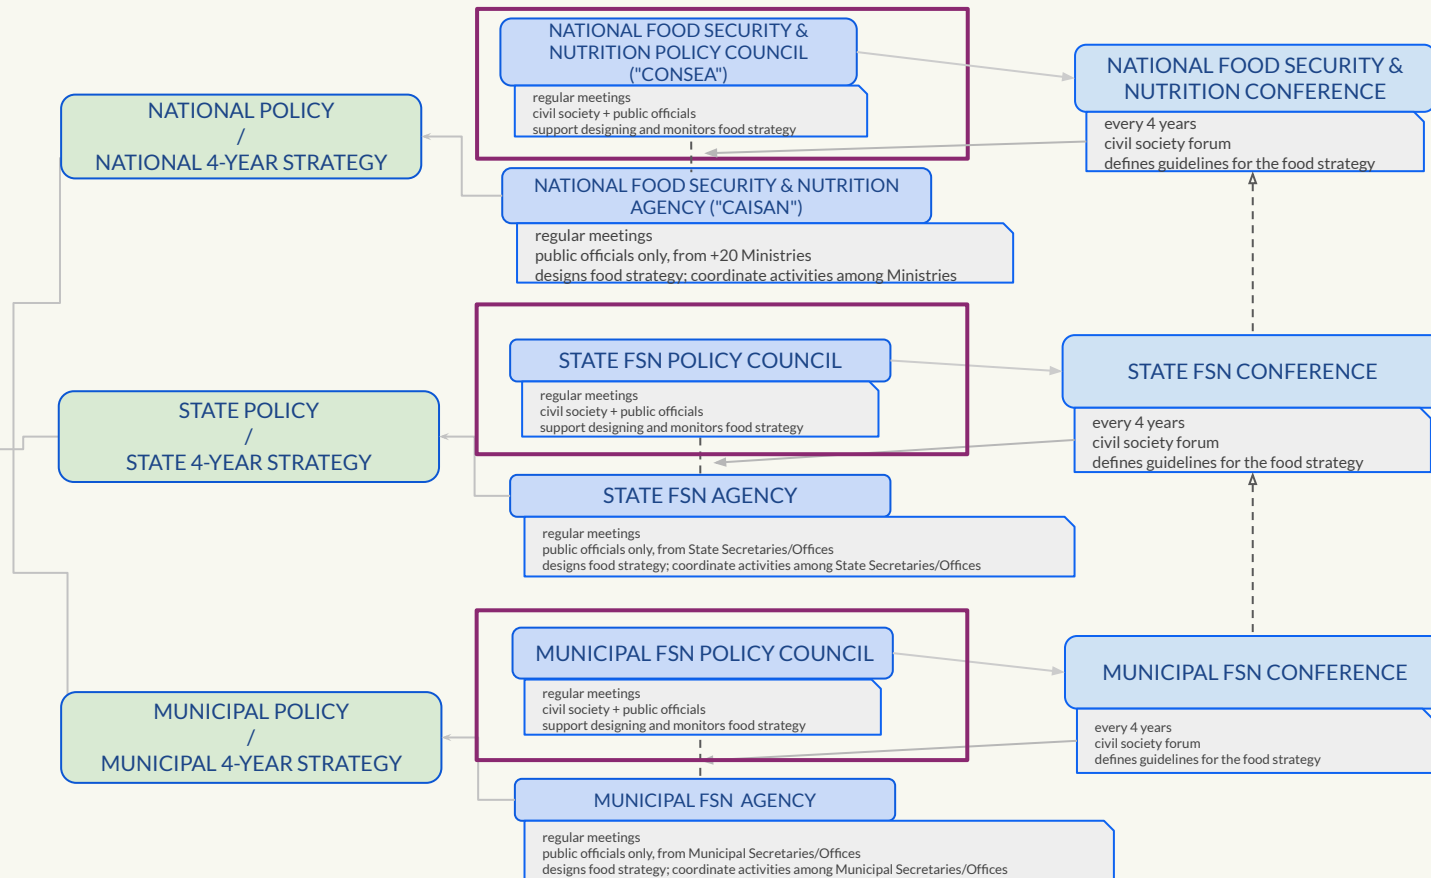 NATIONAL FOOD SECURITY &
NUTRITION POLICY COUNCIL
("CONSEA")
regular meetings
civil society + public officials
support designing and monitors food strategy
NATIONAL FOOD SECURITY &
NUTRITION CONFERENCE
every 4 years
civil society forum
defines guidelines for the food strategy
NATIONAL POLICY
/
NATIONAL 4-YEAR STRATEGY
NATIONAL FOOD SECURITY & NUTRITION
AGENCY ("CAISAN")
regular meetings
public officials only, from +20 Ministries
designs food strategy; coordinate activities among Ministries
STATE FSN POLICY COUNCIL
regular meetings
civil society + public officials
support designing and monitors food strategy
STATE FSN CONFERENCE
every 4 years
civil society forum
defines guidelines for the food strategy
STATE POLICY
/
STATE 4-YEAR STRATEGY
STATE FSN AGENCY
regular meetings
public officials only, from State Secretaries/Offices
designs food strategy; coordinate activities among State Secretaries/Offices
MUNICIPAL FSN POLICY COUNCIL
regular meetings
civil society + public officials
support designing and monitors food strategy
MUNICIPAL FSN CONFERENCE
every 4 years
civil society forum
defines guidelines for the food strategy
MUNICIPAL POLICY
/
MUNICIPAL 4-YEAR STRATEGY
MUNICIPAL FSN AGENCY
regular meetings
public officials only, from Municipal Secretaries/Offices
designs food strategy; coordinate activities among Municipal Secretaries/Offices